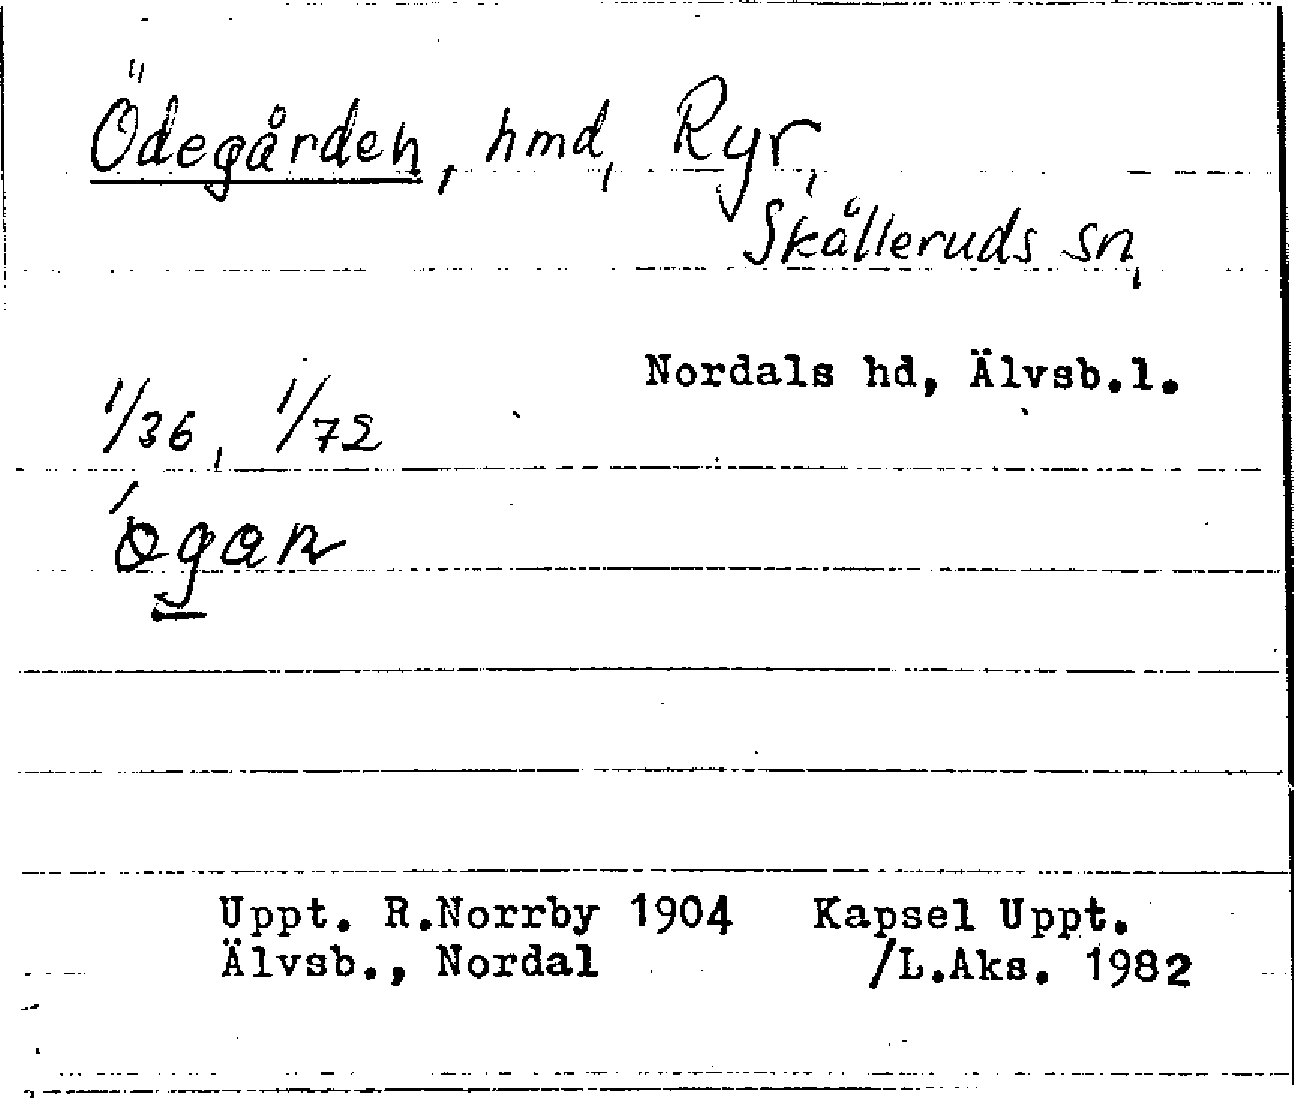 Ödegården, hmd, Ryr,
Skålleruds sn,
Nordals hd, Älvsb.l.
1/36, 1/72
Uppt. R.Norrby 1904 Kapsel Uppt.
Älvsb., Nordal /L.Aks. 1982